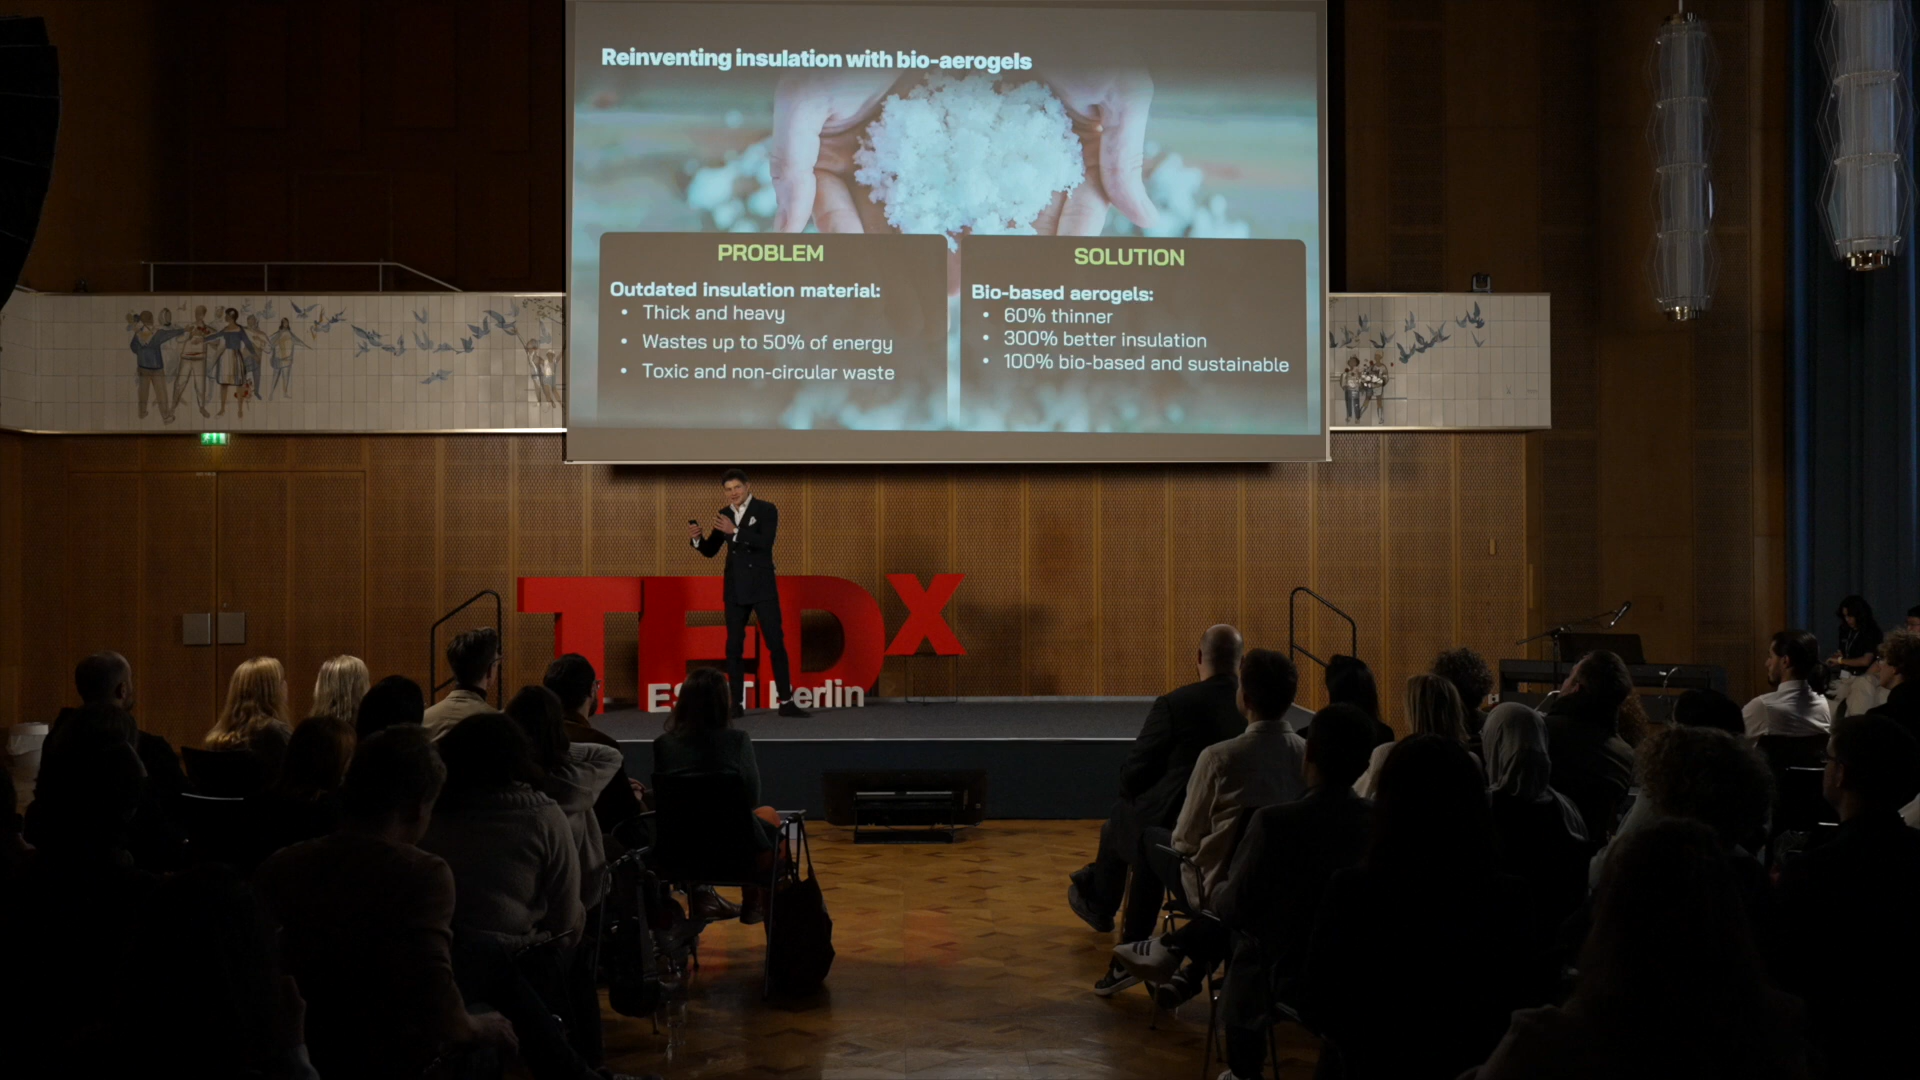 Reinventing insulation with bio-aerogels
PROBLEM
Outdated insulation material:
• Thick and heavy
• Wastes up to 50% of energy
• Toxic and non-circular waste
SOLUTION
Bio-based aerogels:
• 60% thinner
• 300% better insulation
• 100% bio-based and sustainable
TEDx
Berlin